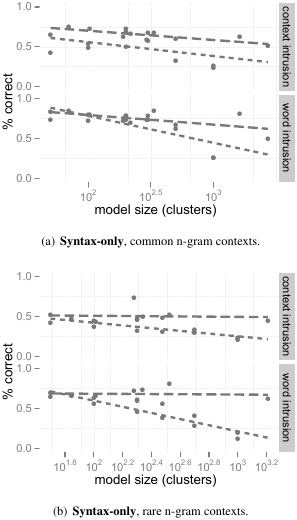 1.0
0.5
0.0
context intrusion
1.0
0.5
0.0
word intrusion
% correct
10^2 10^2.5 10^3
model size (clusters)
(a) Syntax-only, common n-gram contexts.
1.0
0.5
0.0
context intrusion
1.0
0.5
0.0
word intrusion
% correct
10^1.8 10^2 10^2.2 10^2.4 10^2.6 10^2.8 10^3 10^3.2
model size (clusters)
(b) Syntax-only, rare n-gram contexts.